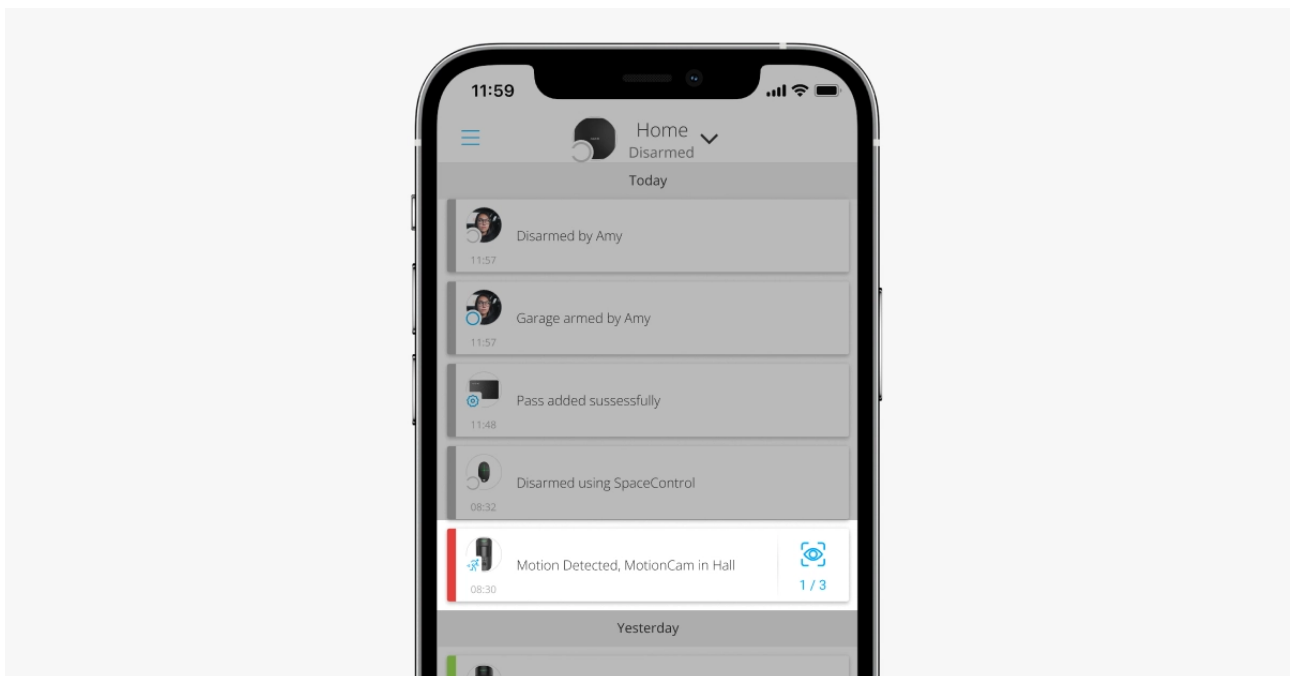 11:59
Home
Disarmed
Today
Disarmed by Amy
11:57
Garage armed by Amy
11:57
Pass added sussessfully
11:48
Disarmed using SpaceControl
08:32
Motion Detected, MotionCam in Hall
08:30
1 / 3
Yesterday